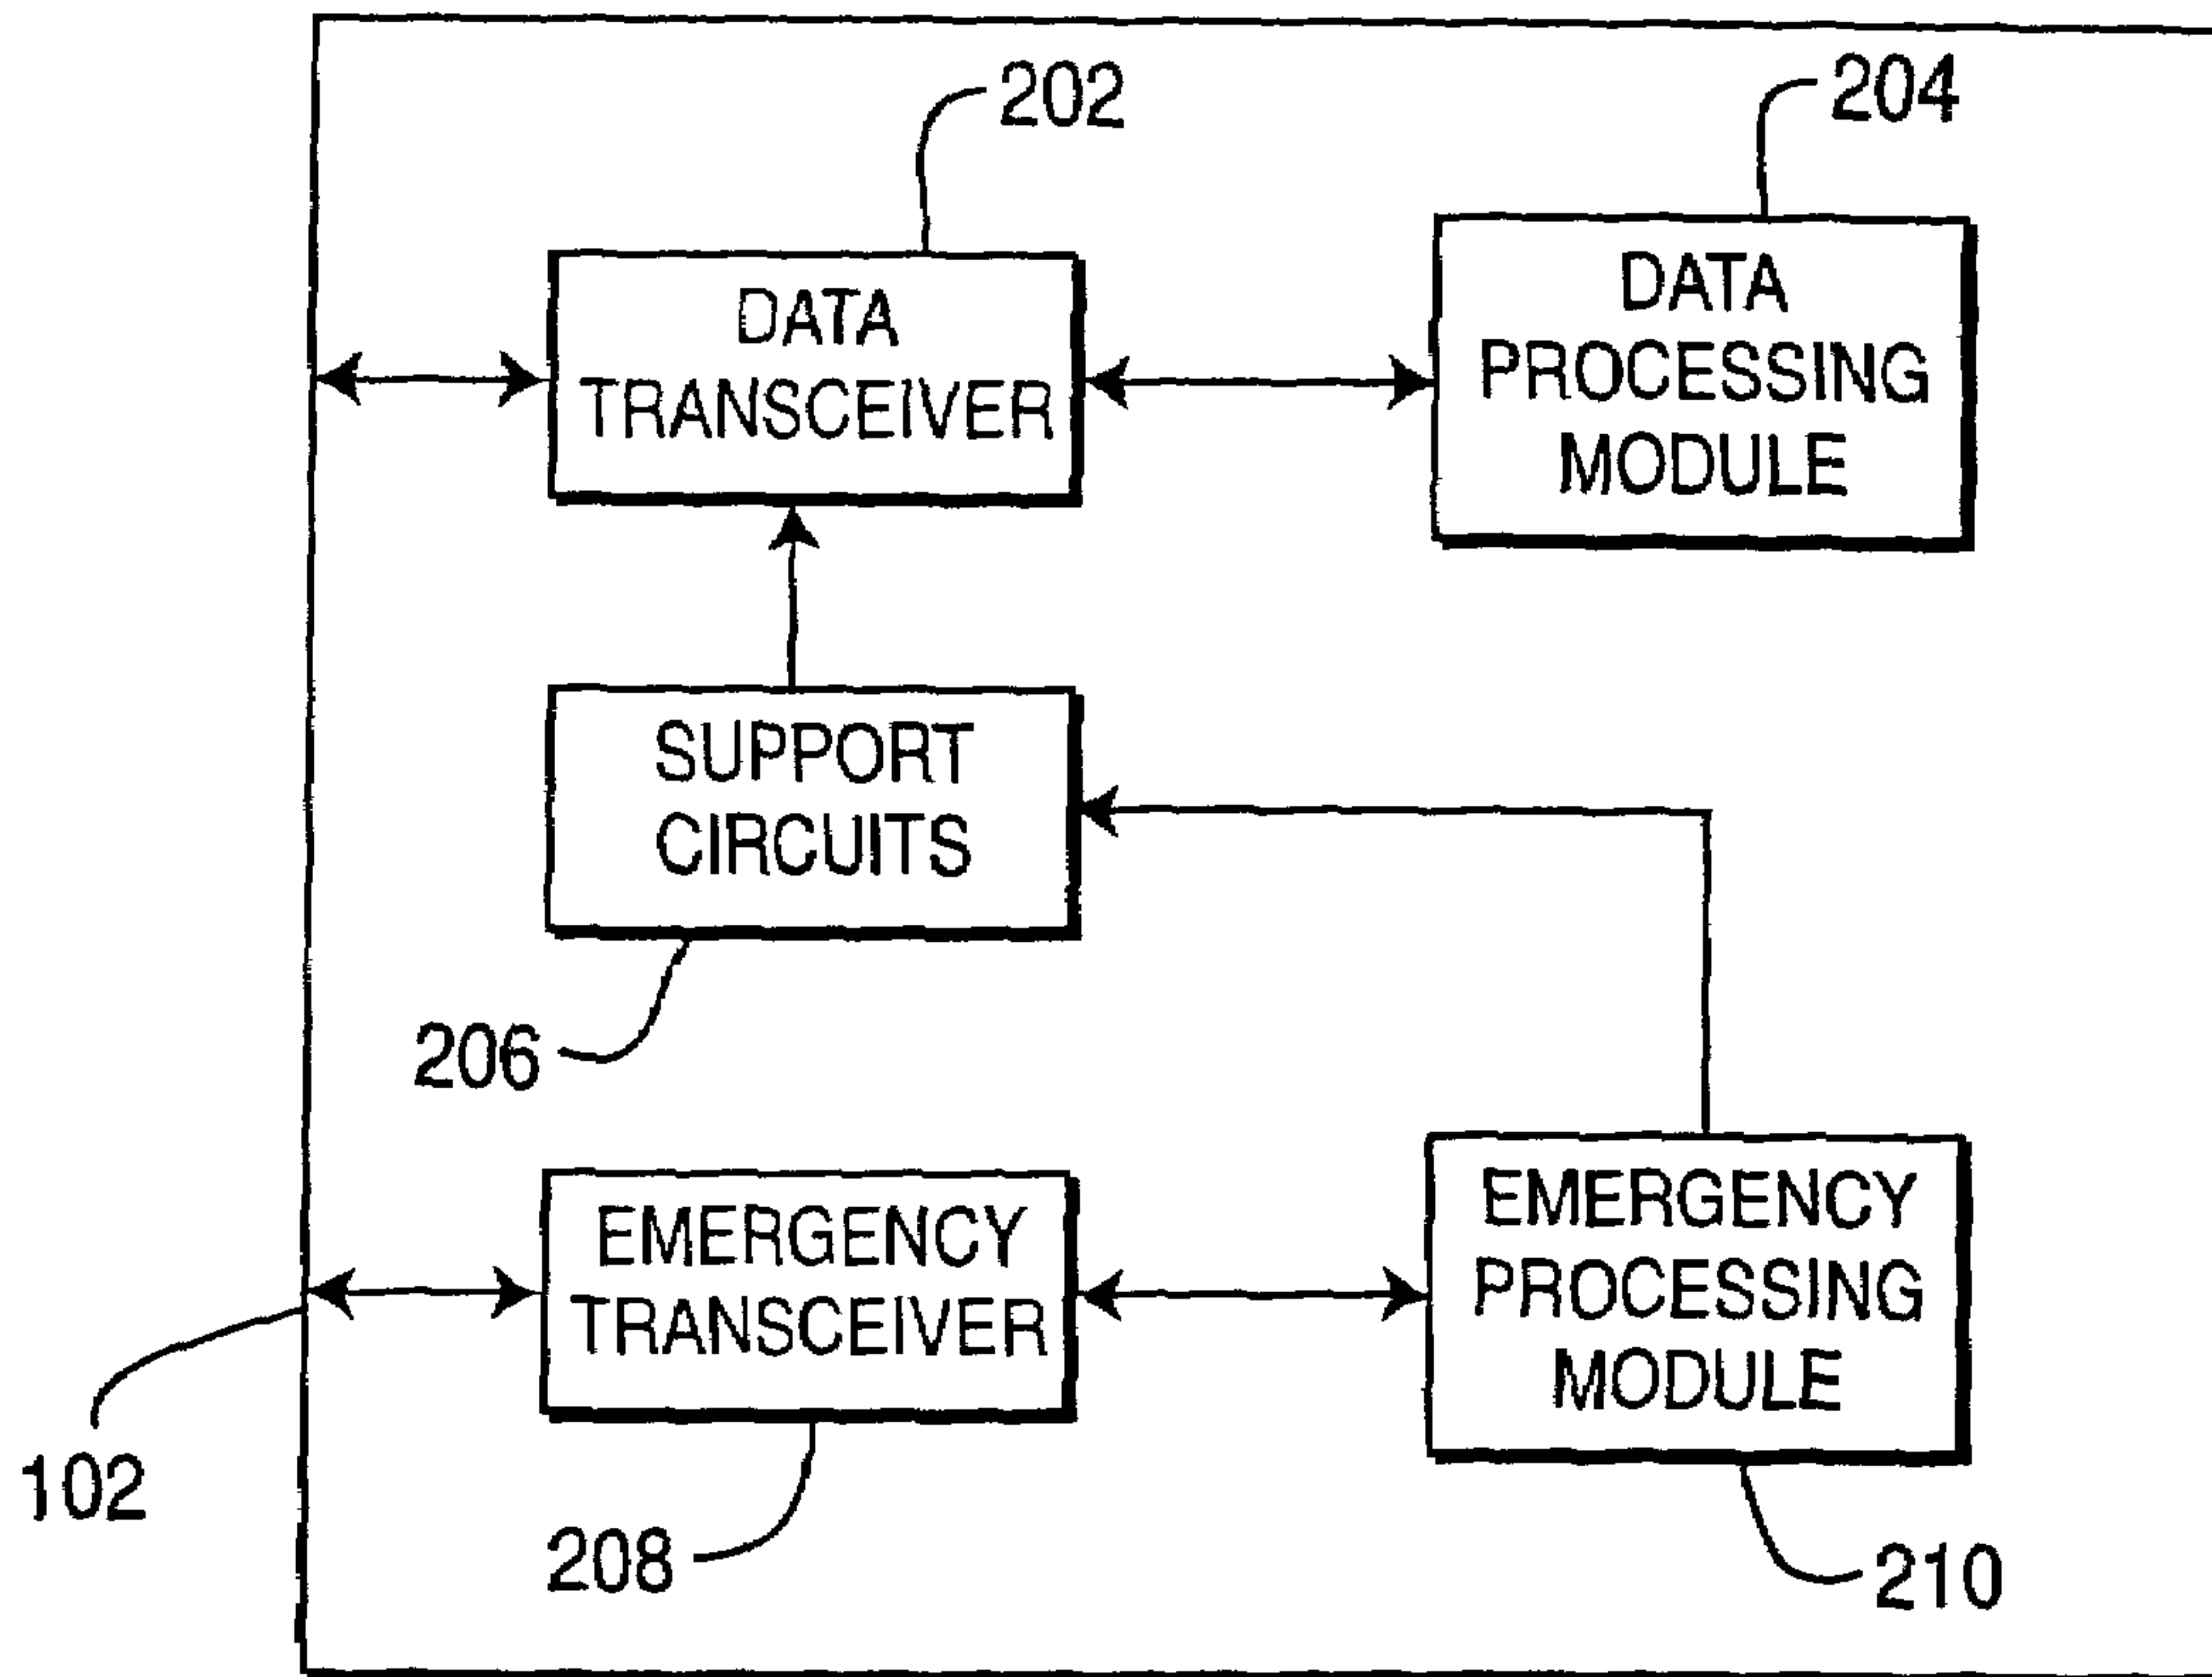 202
204
DATA
TRANSCEIVER
DATA
PROCESSING
MODULE
SUPPORT
CIRCUITS
206
EMERGENCY
TRANSCEIVER
EMERGENCY
PROCESSING
MODULE
102
208
210